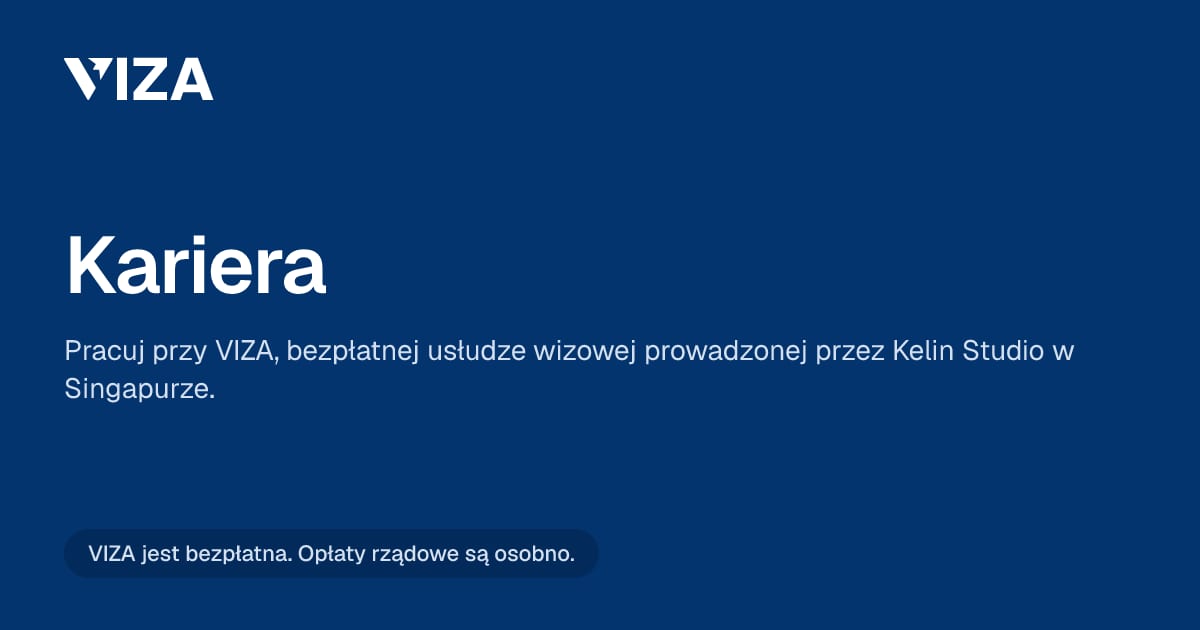 VIZA
Kariera
Pracuj przy VIZA, bezpłatnej usłudze wizowej prowadzonej przez Kelin Studio w
Singapurze.
VIZA jest bezpłatna. Opłaty rządowe są osobno.